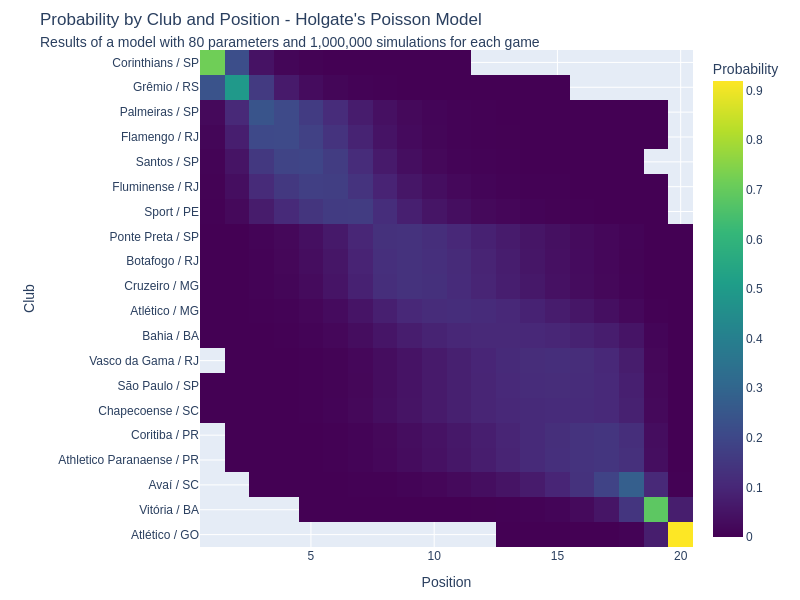 Probability by Club and Position - Holgate's Poisson Model
Results of a model with 80 parameters and 1,000,000 simulations for each game
Probability
Club
Corinthians / SP
Grêmio / RS
Palmeiras / SP
Flamengo / RJ
Santos / SP
Fluminense / RJ
Sport / PE
Ponte Preta / SP
Botafogo / RJ
Cruzeiro / MG
Atlético / MG
Bahia / BA
Vasco da Gama / RJ
São Paulo / SP
Chapecoense / SC
Coritiba / PR
Athletico Paranaense / PR
Avaí / SC
Vitória / BA
Atlético / GO
0.9
0.8
0.7
0.6
0.5
0.4
0.3
0.2
0.1
0
5
10
15
20
Position